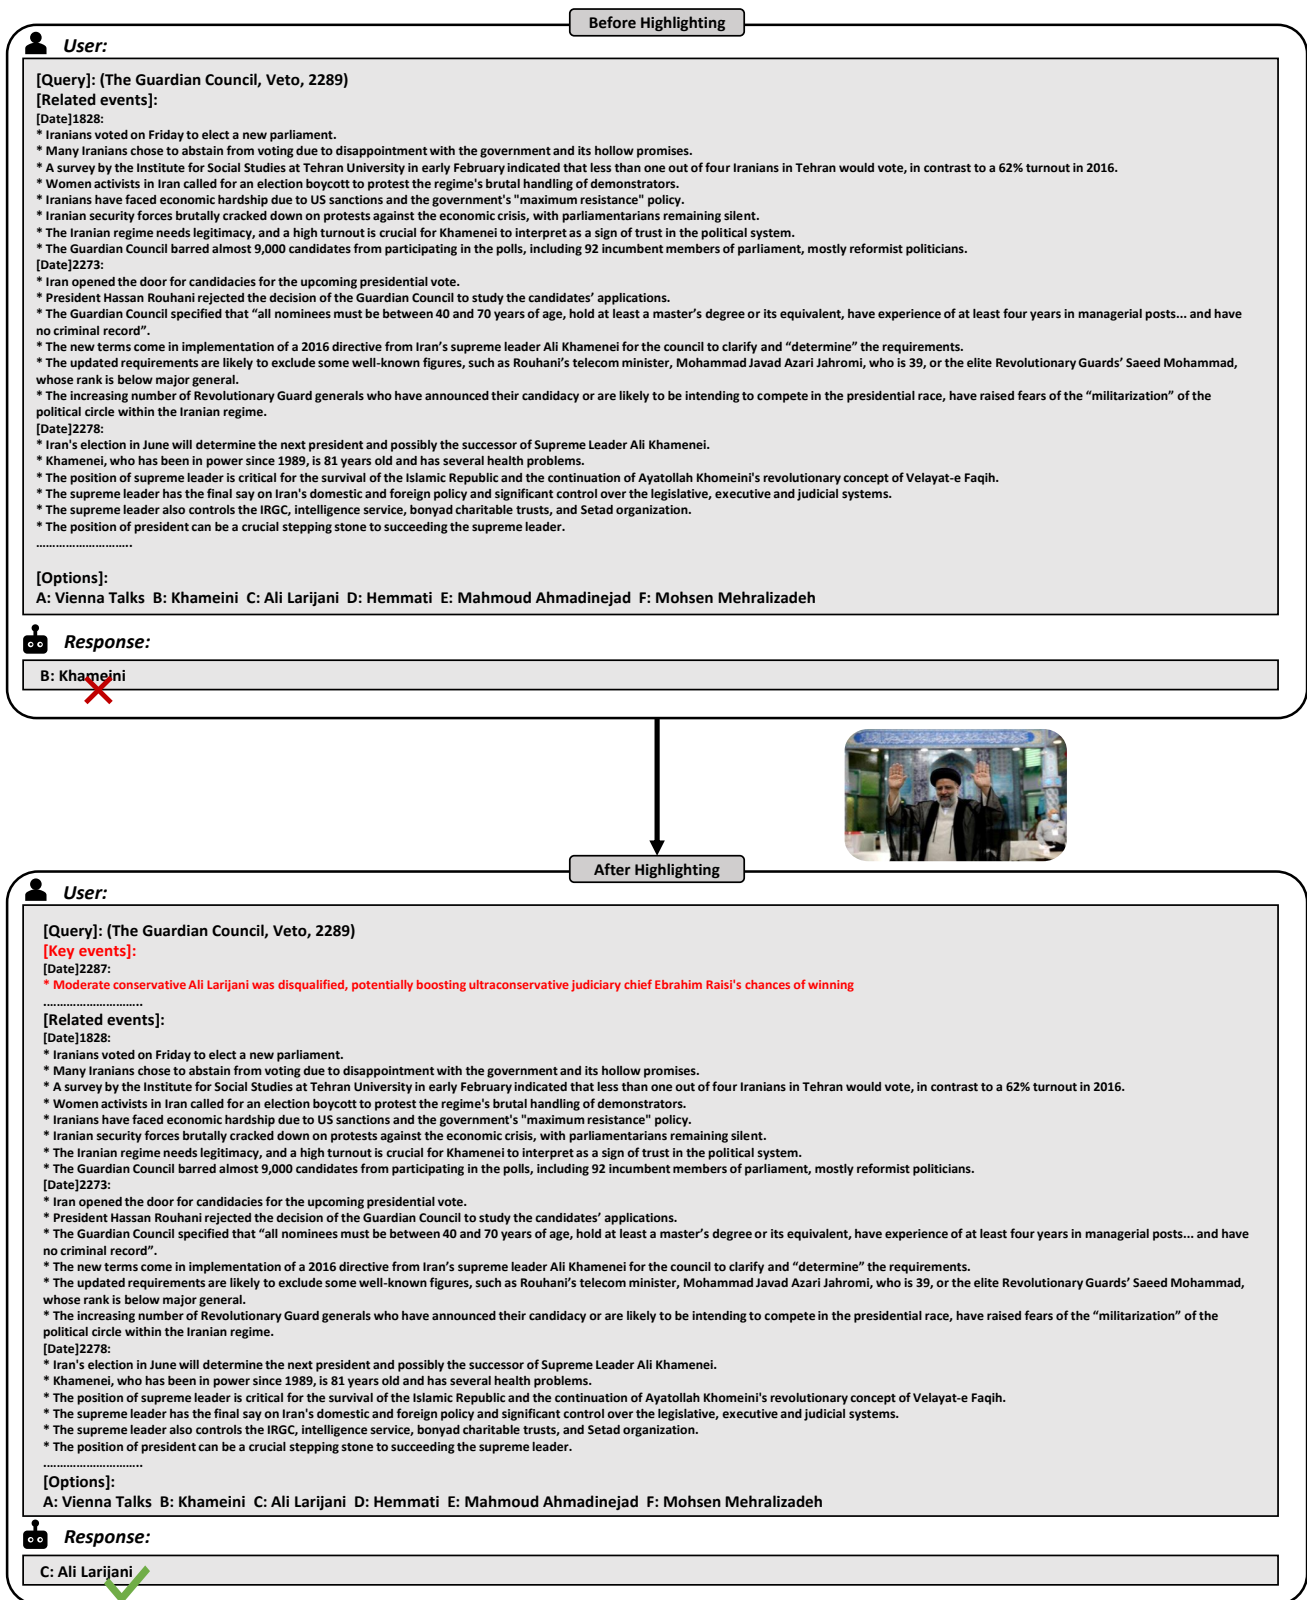 Before Highlighting
User:
[Query]: (The Guardian Council, Veto, 2289)
[Related events]:
[Date]1828:
* Iranians voted on Friday to elect a new parliament.
* Many Iranians chose to abstain from voting due to disappointment with the government and its hollow promises.
* A survey by the Institute for Social Studies at Tehran University in early February indicated that less than one out of four Iranians in Tehran would vote, in contrast to a 62% turnout in 2016.
* Women activists in Iran called for an election boycott to protest the regime's brutal handling of demonstrators.
* Iranians have faced economic hardship due to US sanctions and the government's "maximum resistance" policy.
* Iranian security forces brutally cracked down on protests against the economic crisis, with parliamentarians remaining silent.
* The Iranian regime needs legitimacy, and a high turnout is crucial for Khamenei to interpret as a sign of trust in the political system.
* The Guardian Council barred almost 9,000 candidates from participating in the polls, including 92 incumbent members of parliament, mostly reformist politicians.
[Date]2273:
* Iran opened the door for candidacies for the upcoming presidential vote.
* President Hassan Rouhani rejected the decision of the Guardian Council to study the candidates’ applications.
* The Guardian Council specified that “all nominees must be between 40 and 70 years of age, hold at least a master’s degree or its equivalent, have experience of at least four years in managerial posts... and have
no criminal record”.
* The new terms come in implementation of a 2016 directive from Iran’s supreme leader Ali Khamenei for the council to clarify and “determine” the requirements.
* The updated requirements are likely to exclude some well-known figures, such as Rouhani’s telecom minister, Mohammad Javad Azari Jahromi, who is 39, or the elite Revolutionary Guards’ Saeed Mohammad,
whose rank is below major general.
* The increasing number of Revolutionary Guard generals who have announced their candidacy or are likely to be intending to compete in the presidential race, have raised fears of the “militarization” of the
political circle within the Iranian regime.
[Date]2278:
* Iran's election in June will determine the next president and possibly the successor of Supreme Leader Ali Khamenei.
* Khamenei, who has been in power since 1989, is 81 years old and has several health problems.
* The position of supreme leader is critical for the survival of the Islamic Republic and the continuation of Ayatollah Khomeini's revolutionary concept of Velayat-e Faqih.
* The supreme leader has the final say on Iran's domestic and foreign policy and significant control over the legislative, executive and judicial systems.
* The supreme leader also controls the IRGC, intelligence service, bonyad charitable trusts, and Setad organization.
* The position of president can be a crucial stepping stone to succeeding the supreme leader.
………………………..
[Options]:
A: Vienna Talks B: Khameini C: Ali Larijani D: Hemmati E: Mahmoud Ahmadinejad F: Mohsen Mehralizadeh
Response:
B: Khameini
After Highlighting
User:
[Query]: (The Guardian Council, Veto, 2289)
[Key events]:
[Date]2287:
* Moderate conservative Ali Larijani was disqualified, potentially boosting ultraconservative judiciary chief Ebrahim Raisi's chances of winning
………………………..
[Related events]:
[Date]1828:
* Iranians voted on Friday to elect a new parliament.
* Many Iranians chose to abstain from voting due to disappointment with the government and its hollow promises.
* A survey by the Institute for Social Studies at Tehran University in early February indicated that less than one out of four Iranians in Tehran would vote, in contrast to a 62% turnout in 2016.
* Women activists in Iran called for an election boycott to protest the regime's brutal handling of demonstrators.
* Iranians have faced economic hardship due to US sanctions and the government's "maximum resistance" policy.
* Iranian security forces brutally cracked down on protests against the economic crisis, with parliamentarians remaining silent.
* The Iranian regime needs legitimacy, and a high turnout is crucial for Khamenei to interpret as a sign of trust in the political system.
* The Guardian Council barred almost 9,000 candidates from participating in the polls, including 92 incumbent members of parliament, mostly reformist politicians.
[Date]2273:
* Iran opened the door for candidacies for the upcoming presidential vote.
* President Hassan Rouhani rejected the decision of the Guardian Council to study the candidates’ applications.
* The Guardian Council specified that “all nominees must be between 40 and 70 years of age, hold at least a master’s degree or its equivalent, have experience of at least four years in managerial posts... and have
no criminal record”.
* The new terms come in implementation of a 2016 directive from Iran’s supreme leader Ali Khamenei for the council to clarify and “determine” the requirements.
* The updated requirements are likely to exclude some well-known figures, such as Rouhani’s telecom minister, Mohammad Javad Azari Jahromi, who is 39, or the elite Revolutionary Guards’ Saeed Mohammad,
whose rank is below major general.
* The increasing number of Revolutionary Guard generals who have announced their candidacy or are likely to be intending to compete in the presidential race, have raised fears of the “militarization” of the
political circle within the Iranian regime.
[Date]2278:
* Iran's election in June will determine the next president and possibly the successor of Supreme Leader Ali Khamenei.
* Khamenei, who has been in power since 1989, is 81 years old and has several health problems.
* The position of supreme leader is critical for the survival of the Islamic Republic and the continuation of Ayatollah Khomeini's revolutionary concept of Velayat-e Faqih.
* The supreme leader has the final say on Iran's domestic and foreign policy and significant control over the legislative, executive and judicial systems.
* The supreme leader also controls the IRGC, intelligence service, bonyad charitable trusts, and Setad organization.
* The position of president can be a crucial stepping stone to succeeding the supreme leader.
………………………..
[Options]:
A: Vienna Talks B: Khameini C: Ali Larijani D: Hemmati E: Mahmoud Ahmadinejad F: Mohsen Mehralizadeh
Response:
C: Ali Larijani